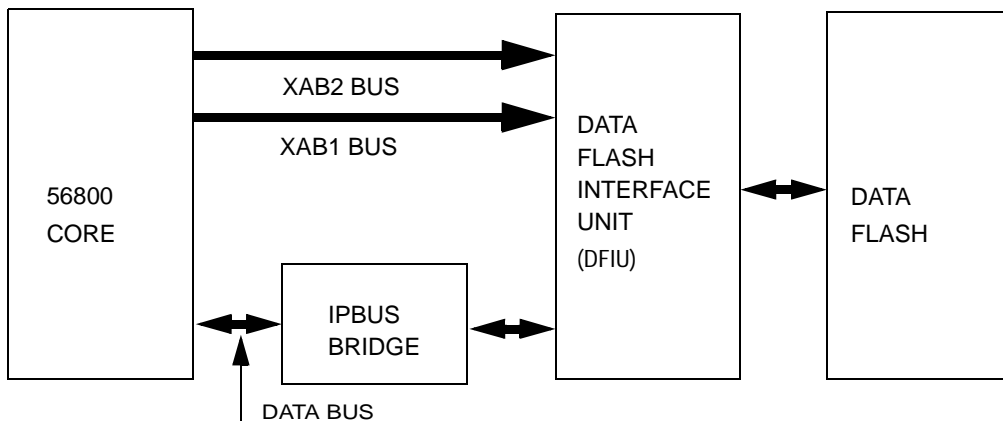 XAB2 BUS
XAB1 BUS
56800
CORE
DATA
FLASH
INTERFACE
UNIT
(DFIU)
DATA
FLASH
IPBUS
BRIDGE
DATA BUS